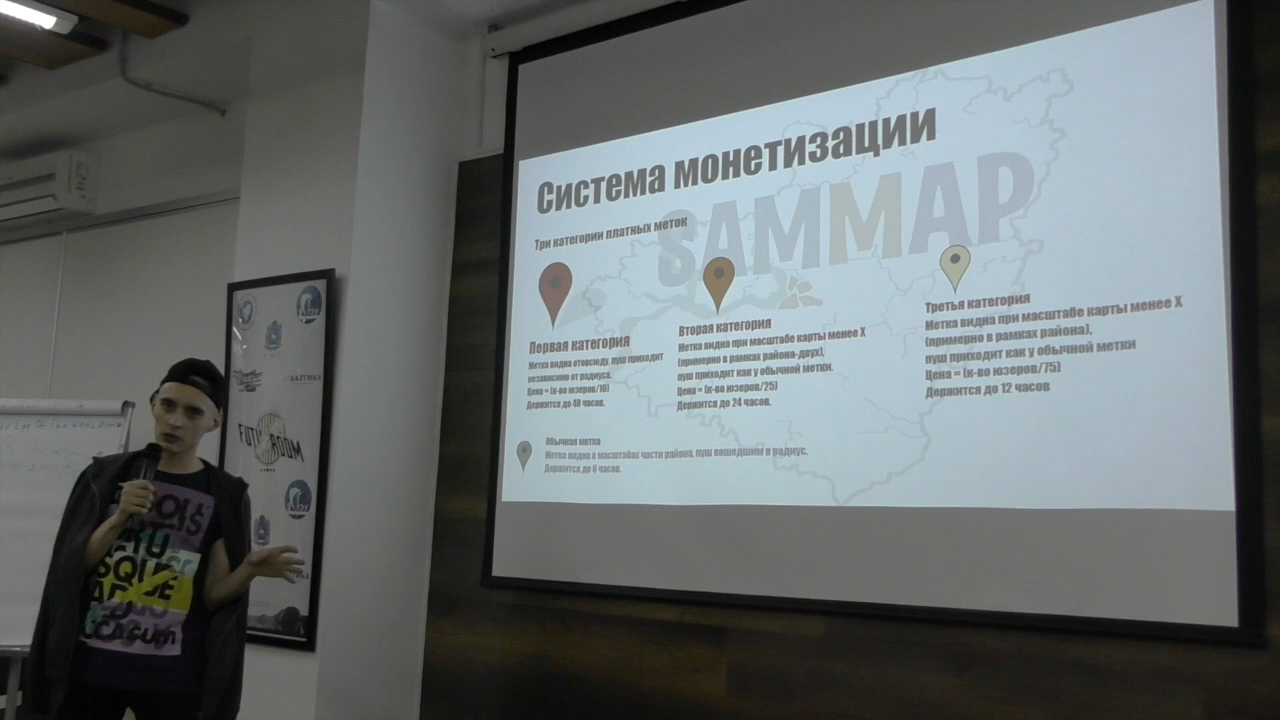 Система монетизации
SAMMAP
Три категории платных меток
Первая категория
Метка видна отовсюду, пуш приходит
независимо от радиуса.
Цена = (к-во юзеров/10)
Держится до 48 часов.
Вторая категория
Метка видна при масштабе карты менее X
(примерно в рамках района-двух),
пуш приходит как у обычной метки.
Цена = (к-во юзеров/25)
Держится до 24 часов.
Третья категория
Метка видна при масштабе карты менее X
(примерно в рамках района),
пуш приходит как у обычной метки
Цена = (к-во юзеров/75)
Держится до 12 часов
Обычная метка
Метка видна в масштабах части района, пуш вошедшим в радиус.
Держится до 6 часов.
БАЛТИКА
BOOM